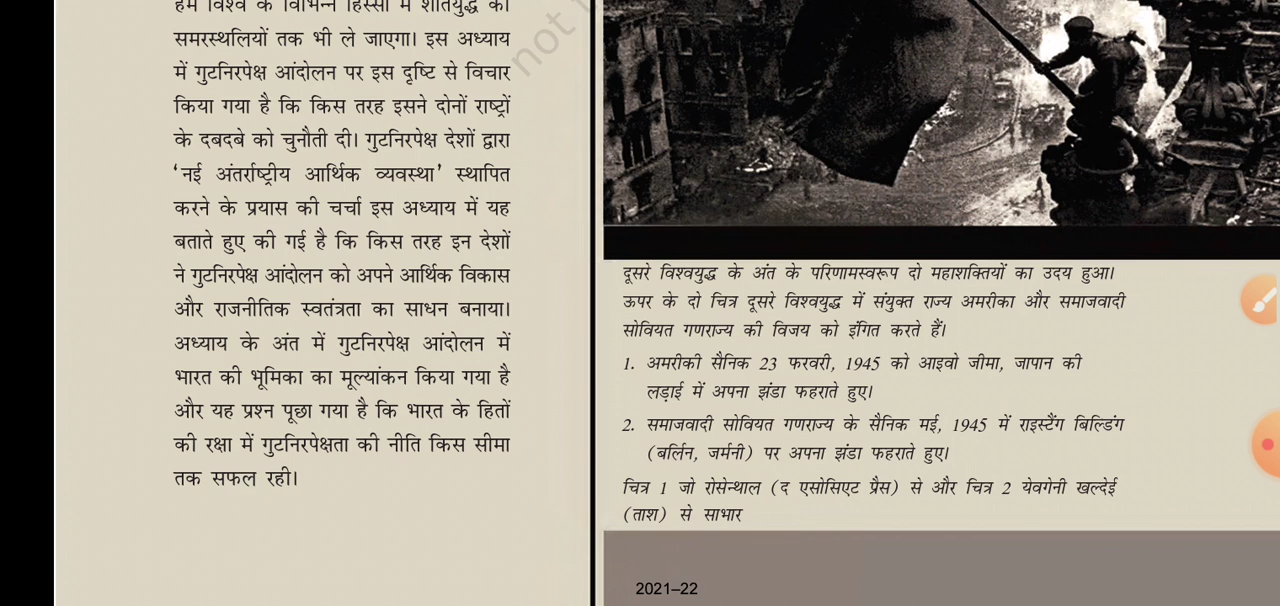 हमें विश्व के विभिन्न हिस्सों में शीतयुद्ध की
समरस्थलियों तक भी ले जाएगा। इस अध्याय
में गुटनिरपेक्ष आंदोलन पर इस दृष्टि से विचार
किया गया है कि किस तरह इसने दोनों राष्ट्रों
के दबदबे को चुनौती दी। गुटनिरपेक्ष देशों द्वारा
‘नई अंतर्राष्ट्रीय आर्थिक व्यवस्था’ स्थापित
करने के प्रयास की चर्चा इस अध्याय में यह
बताते हुए की गई है कि किस तरह इन देशों
ने गुटनिरपेक्ष आंदोलन को अपने आर्थिक विकास
और राजनीतिक स्वतंत्रता का साधन बनाया।
अध्याय के अंत में गुटनिरपेक्ष आंदोलन में
भारत की भूमिका का मूल्यांकन किया गया है
और यह प्रश्न पूछा गया है कि भारत के हितों
की रक्षा में गुटनिरपेक्षता की नीति किस सीमा
तक सफल रही।
not
दूसरे विश्वयुद्ध के अंत के परिणामस्वरूप दो महाशक्तियों का उदय हुआ।
ऊपर के दो चित्र दूसरे विश्वयुद्ध में संयुक्त राज्य अमरीका और समाजवादी
सोवियत गणराज्य की विजय को इंगित करते हैं।
1. अमरीकी सैनिक 23 फरवरी, 1945 को आइवो जीमा, जापान की
लड़ाई में अपना झंडा फहराते हुए।
2. समाजवादी सोवियत गणराज्य के सैनिक मई, 1945 में राइस्टैंग बिल्डिंग
(बर्लिन, जर्मनी) पर अपना झंडा फहराते हुए।
चित्र 1 जो रोसेन्थाल (द एसोसिएट प्रैस) से और चित्र 2 येवगेनी खल्देई
(ताश) से साभार
2021–22